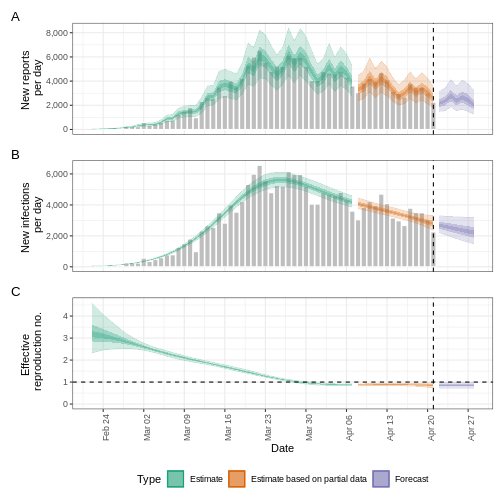 A
8,000
6,000
4,000
2,000
0
New reports
per day
B
6,000
4,000
2,000
0
New infections
per day
C
4
3
2
1
0
Effective
reproduction no.
Feb 24
Mar 02
Mar 09
Mar 16
Mar 23
Mar 30
Apr 06
Apr 13
Apr 20
Apr 27
Date
Type Estimate Estimate based on partial data Forecast